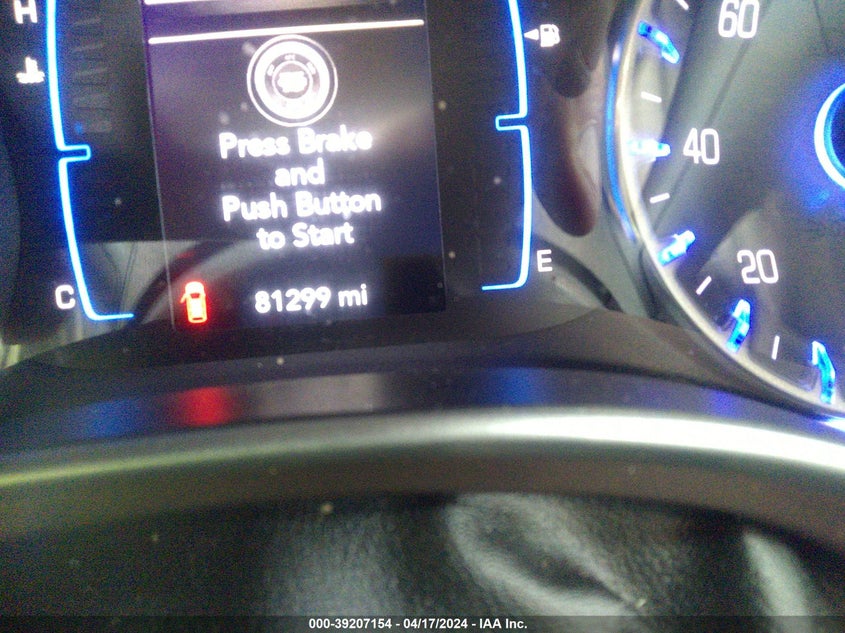 H
60
Press Brake
and
Push Button
to Start
40
E
20
C
81299 mi
000-39207154 - 04/17/2024 - IAA Inc.